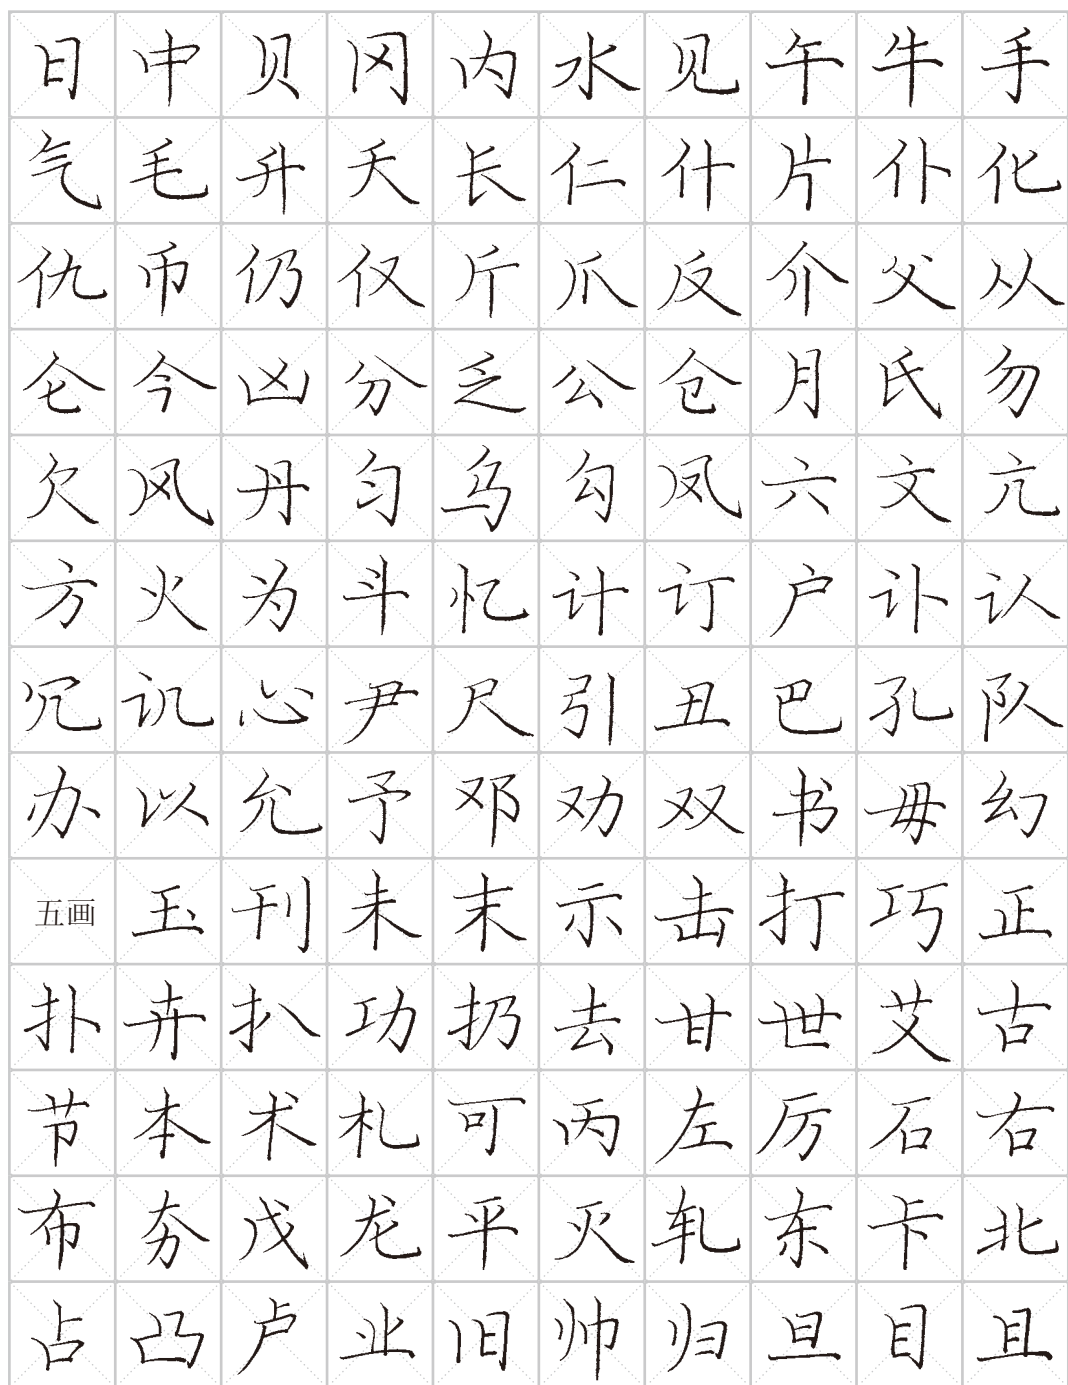 日中贝冈内水见午牛手
气毛升夭长仁什片仆化
仇币仍仅斤爪反介父从
仑今凶分乏公仓月氏勿
欠风丹匀乌勾凤六文亢
方火为斗忆计订户讣认
冗讥心尹尺引丑巴孔队
办以允予邓劝双书毋幻
五画 玉刊未末示击打巧正
扑卉扒功扔去甘世艾古
节本术札可丙左厉石右
布夯戊龙平灭轧东卡北
占凸卢业旧帅归旦目且